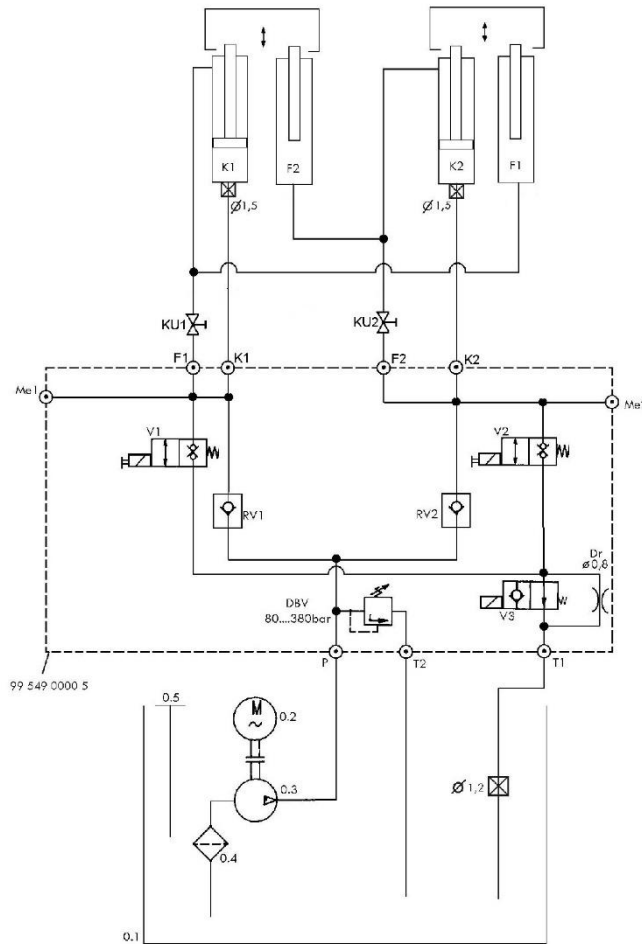 K1
F2
K2
F1
Ø1,5
Ø1,5
KU1
KU2
F1
K1
F2
K2
Me1
V1
V2
RV1
RV2
Dr
ø0,8
DBV
80....380bar
V3
P
T2
T1
99 549 0000 5
0.5
M
~
0.2
0.3
Ø1,2
0.4
0.1